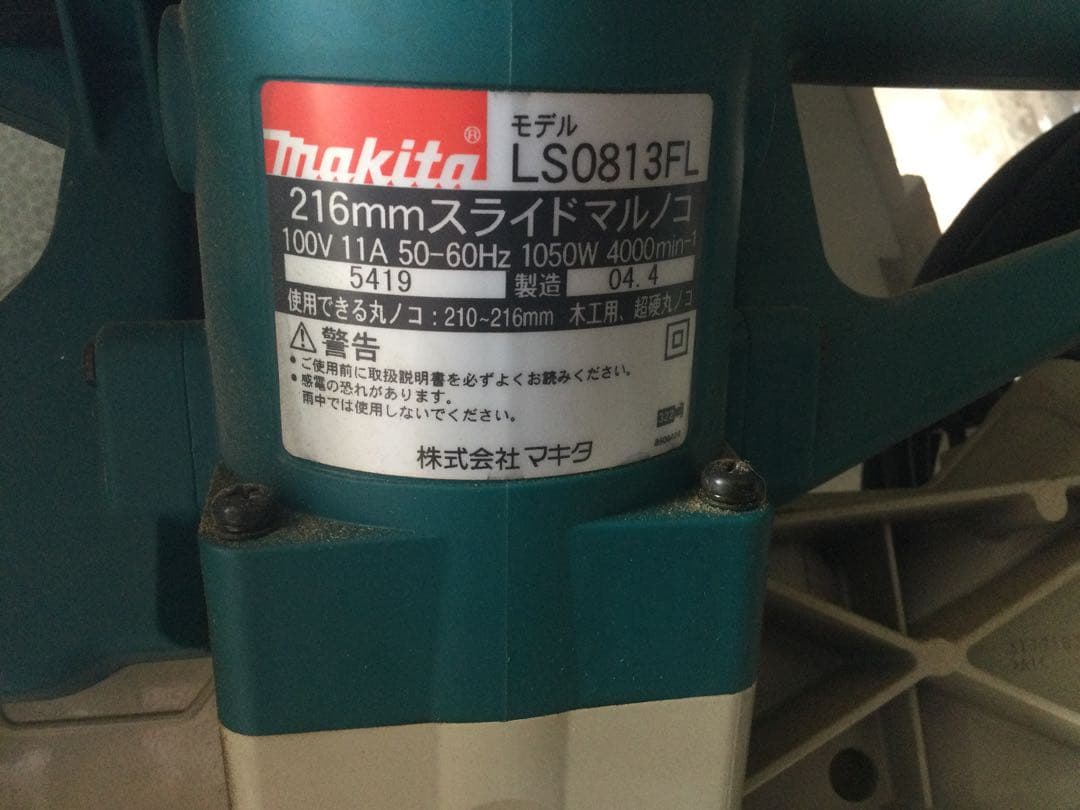 makita®
モデル
LS0813FL
216mmスライドマルノコ
100V 11A 50-60Hz 1050W 4000min-1
5419 製造 04.4
使用できる丸ノコ：210~216mm 木工用、超硬丸ノコ
警告
・ご使用前に取扱説明書を必ずよくお読みください。
・感電の恐れがあります。
雨中では使用しないでください。
株式会社 マキタ